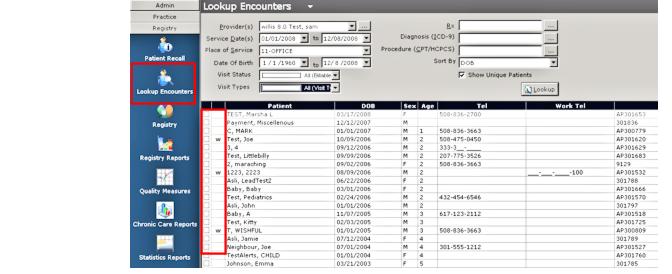 Admin
Practice
Registry
Patient Recall
Lookup Encounters
Registry
Registry Reports
Quality Measures
Chronic Care Reports
Statistics Reports
Lookup Encounters
Provider(s) willis 8.0 Test, sam ... Rx ...
Service Date(s) 01/01/2008 to 12/08/2008 Diagnosis (ICD-9) ...
Place of Service 11-OFFICE Procedure (CPT/HCPCS) ...
Date Of Birth 1 / 1 /1960 to 12/ 8 /2008 Sort By DOB
Visit Status All (Billable Show Unique Patients
Visit Types All (Visit T Lookup
Patient DOB Sex Age Tel Work Tel
TEST, Marsha L 03/17/2008 F 508-836-2700 AP301653
Payment, Miscellenous 12/12/2007 M 301836
C, MARK 01/01/2007 M 1 508-836-3663 AP300779
w Test, Joe 10/09/2006 M 2 508-475-0450 AP301620
3, 4 09/12/2006 M 2 333-3__-____ AP301644
Test, Littlebilly 09/09/2006 M 2 207-775-3526 AP301683
2, maraching 09/02/2006 F 2 508-836-3663 9129
w 1223, 2223 08/09/2006 M 2 ___-___-____-100 AP301532
Asli, LeadTest2 06/22/2006 F 2 301788
Baby, Baby 03/01/2006 F 2 AP301666
Test, Pediatrics 02/24/2006 M 2 432-454-6546 AP301570
Asli, John 01/01/2006 M 2 301797
Baby, A 11/07/2005 M 3 617-123-2112 AP301518
Test, Kitty 02/03/2005 M 3 AP301725
w T, WISHFUL 01/01/2005 M 3 508-836-3663 AP300809
Asli, Jamie 07/12/2004 F 4 301789
Neighbour, Joe 07/01/2004 M 4 301-555-1212 AP301527
TestAlerts, CHILD 01/01/2004 F 4 AP301760
Johnson, Emma 03/21/2003 F 5 301785